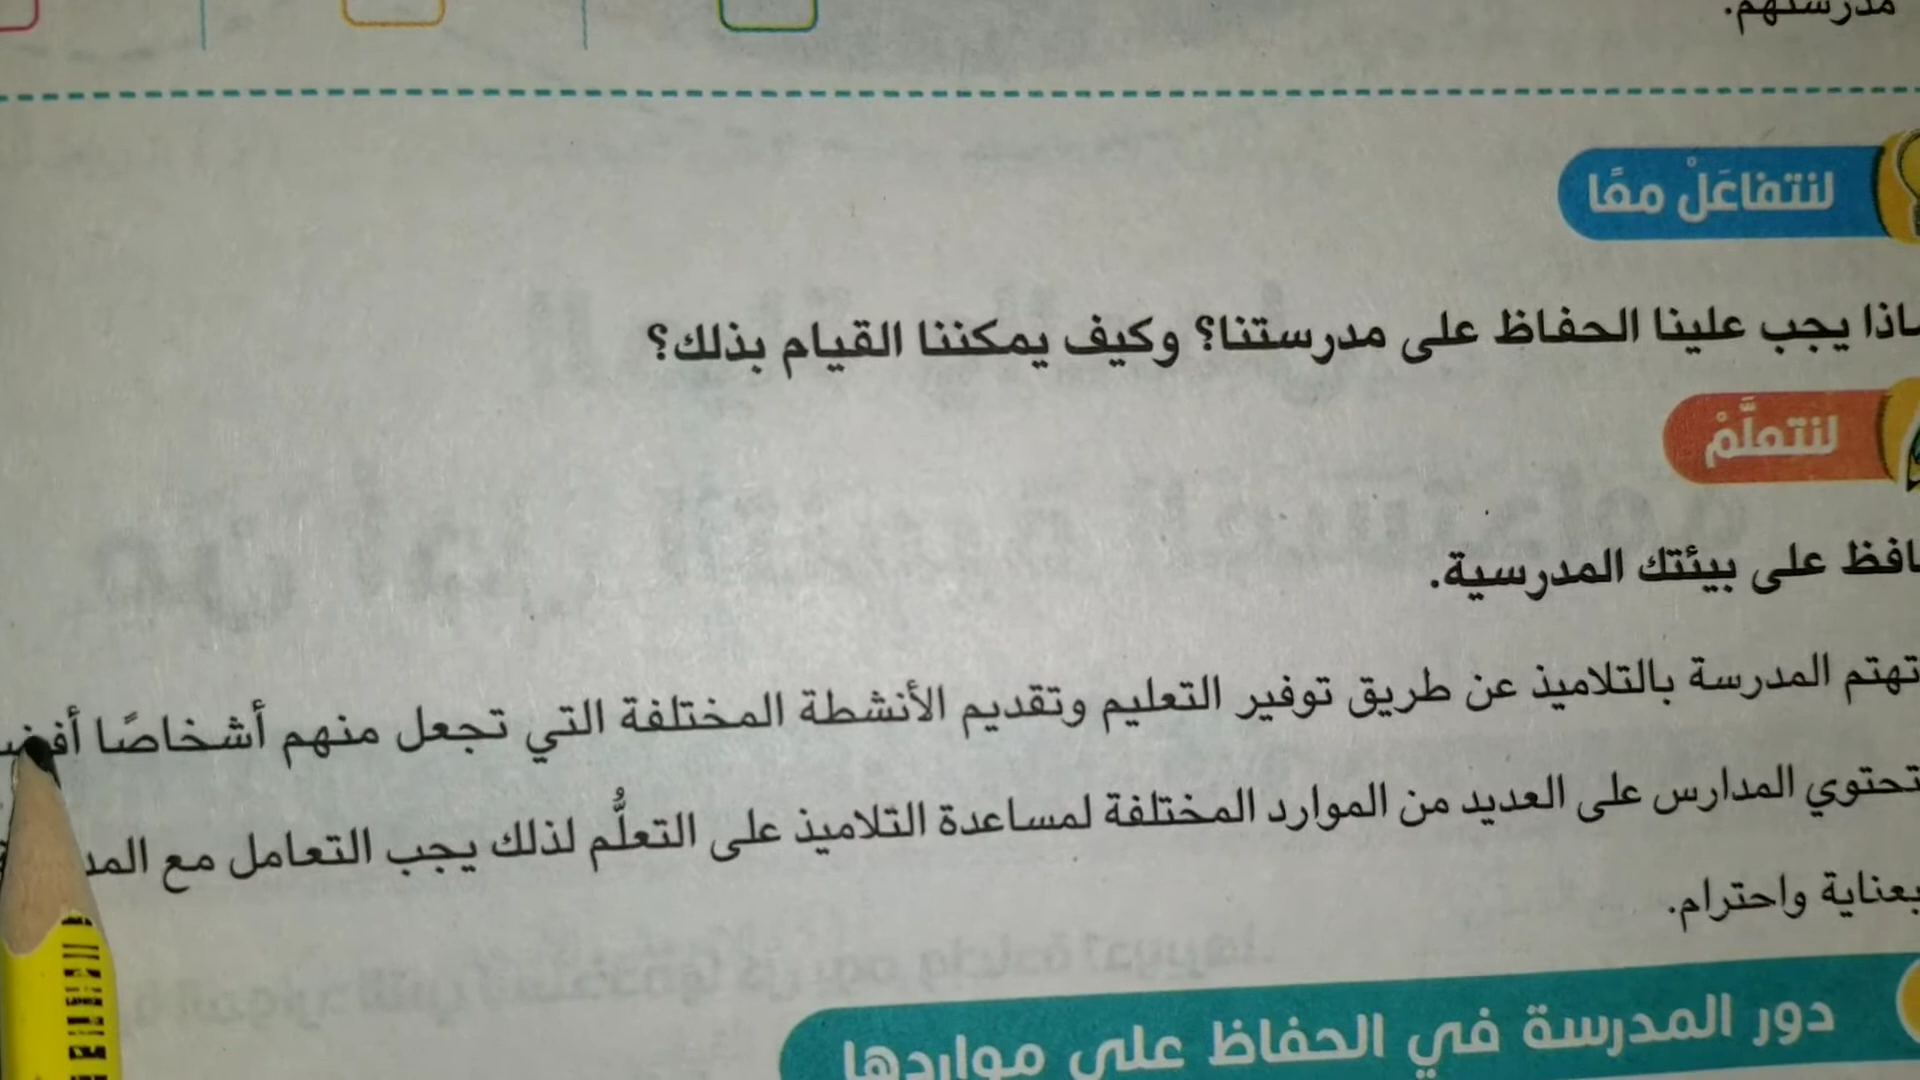 مدرستهم.
لنتفاعَلْ معًا
يجب علينا الحفاظ على مدرستنا؟ وكيف يمكننا القيام بذلك؟
لنتعلَّمْ
على بيئتك المدرسية.
تهتم المدرسة بالتلاميذ عن طريق توفير التعليم وتقديم الأنشطة المختلفة التي تجعل منهم أشخاصًا
تحتوي المدارس على العديد من الموارد المختلفة لمساعدة التلاميذ على التعلُّم لذلك يجب التعامل مع
بعناية واحترام.
دور المدرسة في الحفاظ على مواردها